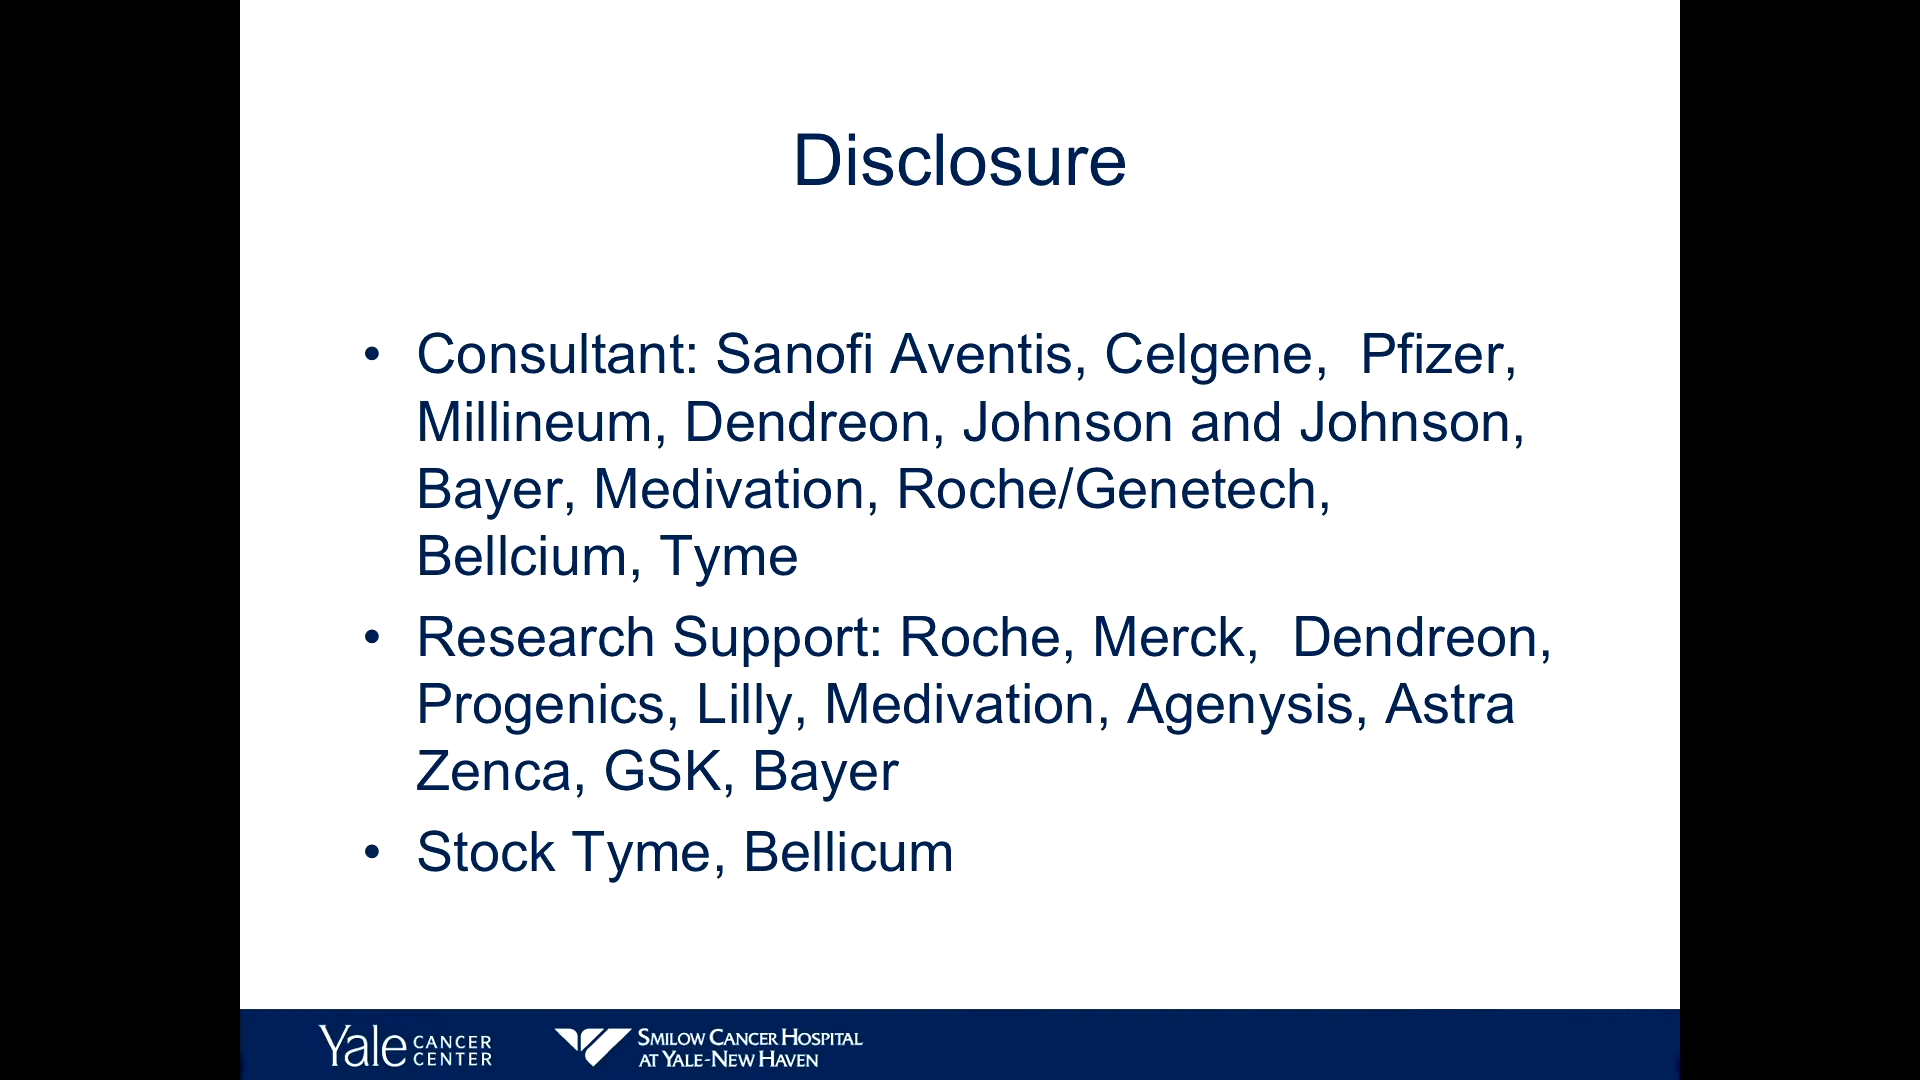 Disclosure
• Consultant: Sanofi Aventis, Celgene,  Pfizer,
Millineum, Dendreon, Johnson and Johnson,
Bayer, Medivation, Roche/Genetech,
Bellcium, Tyme
• Research Support: Roche, Merck,  Dendreon,
Progenics, Lilly, Medivation, Agenysis, Astra
Zenca, GSK, Bayer
• Stock Tyme, Bellicum
Yale CANCER CENTER
SMILOW CANCER HOSPITAL
AT YALE-NEW HAVEN